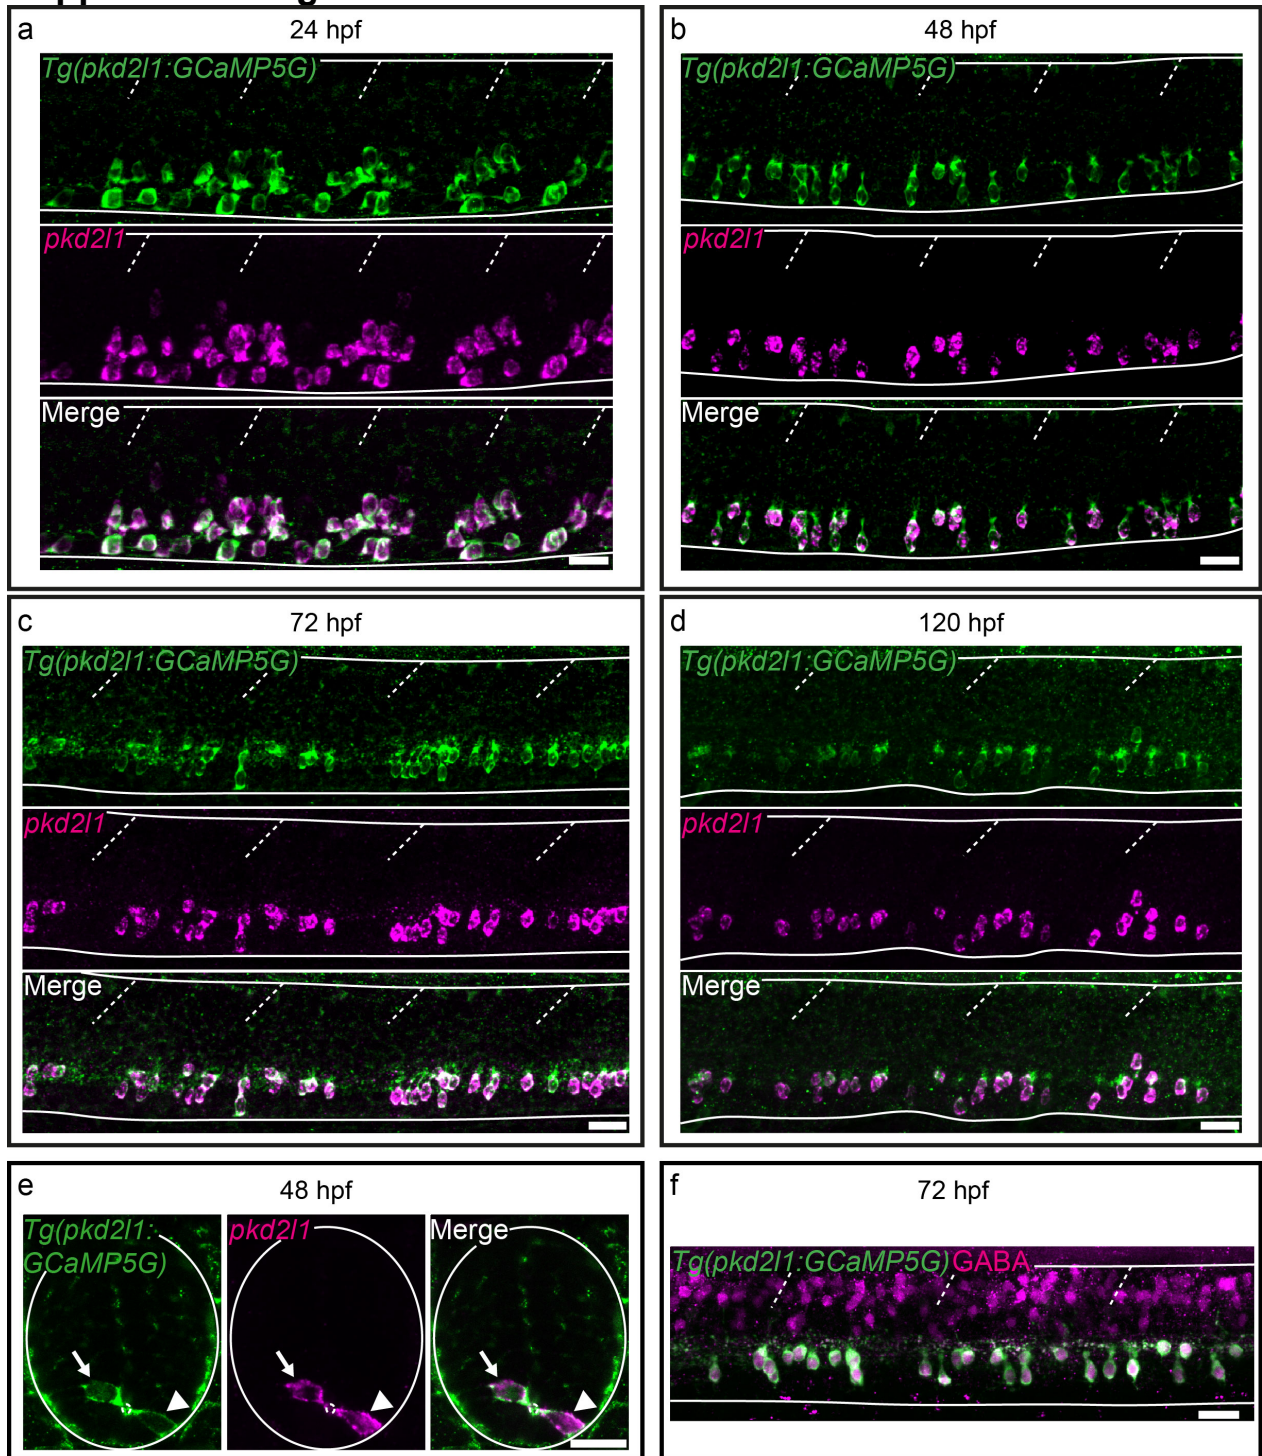 a
24 hpf
Tg(pkd2l1:GCaMP5G)
pkd2l1
Merge
b
48 hpf
Tg(pkd2l1:GCaMP5G)
pkd2l1
Merge
c
72 hpf
Tg(pkd2l1:GCaMP5G)
pkd2l1
Merge
d
120 hpf
Tg(pkd2l1:GCaMP5G)
pkd2l1
Merge
e
48 hpf
Tg(pkd2l1:
GCaMP5G)
pkd2l1
Merge
f
72 hpf
Tg(pkd2l1:GCaMP5G) GABA